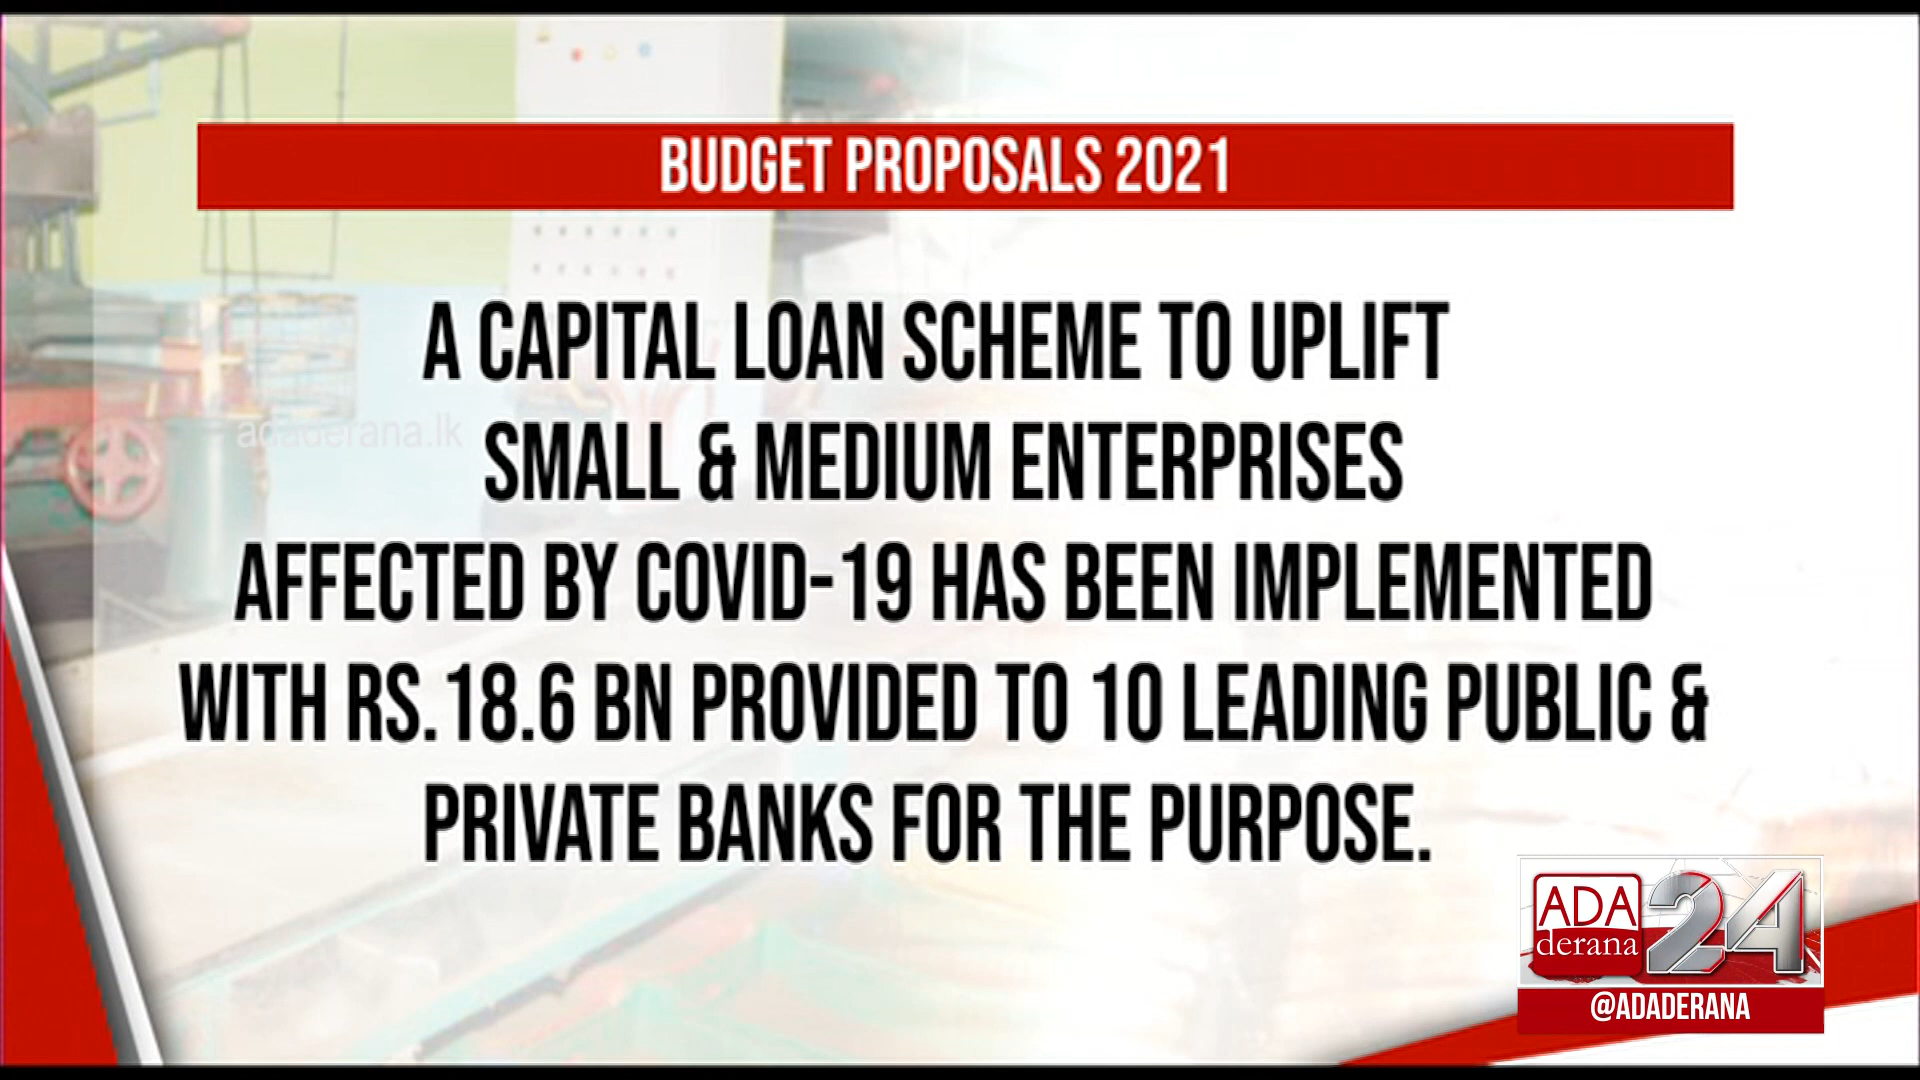 BUDGET PROPOSALS 2021
A CAPITAL LOAN SCHEME TO UPLIFT
SMALL & MEDIUM ENTERPRISES
AFFECTED BY COVID-19 HAS BEEN IMPLEMENTED
WITH RS.18.6 BN PROVIDED TO 10 LEADING PUBLIC &
PRIVATE BANKS FOR THE PURPOSE.
adaderana.lk
ADA
derana
24
@ADADERANA